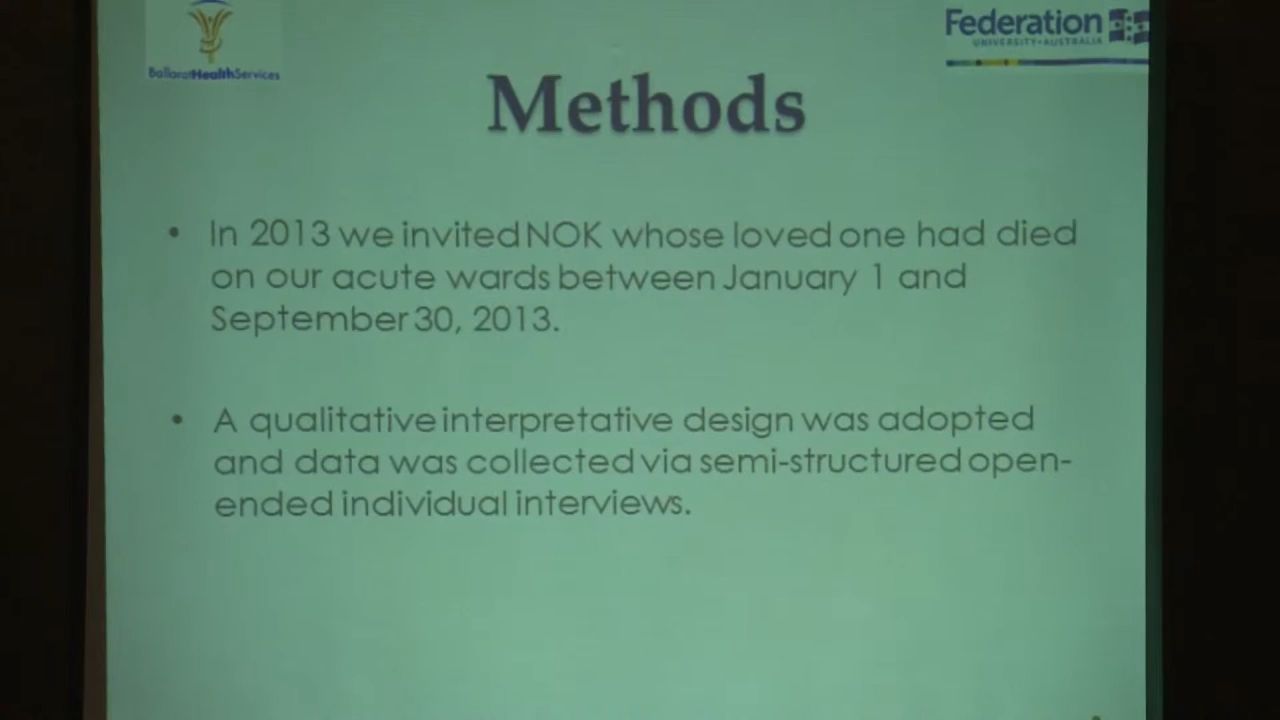 BallaratHealthServices
Federation
UNIVERSITY•AUSTRALIA
Methods
• In 2013 we invited NOK whose loved one had died
on our acute wards between January 1 and
September 30, 2013.
• A qualitative interpretative design was adopted
and data was collected via semi-structured open-
ended individual interviews.